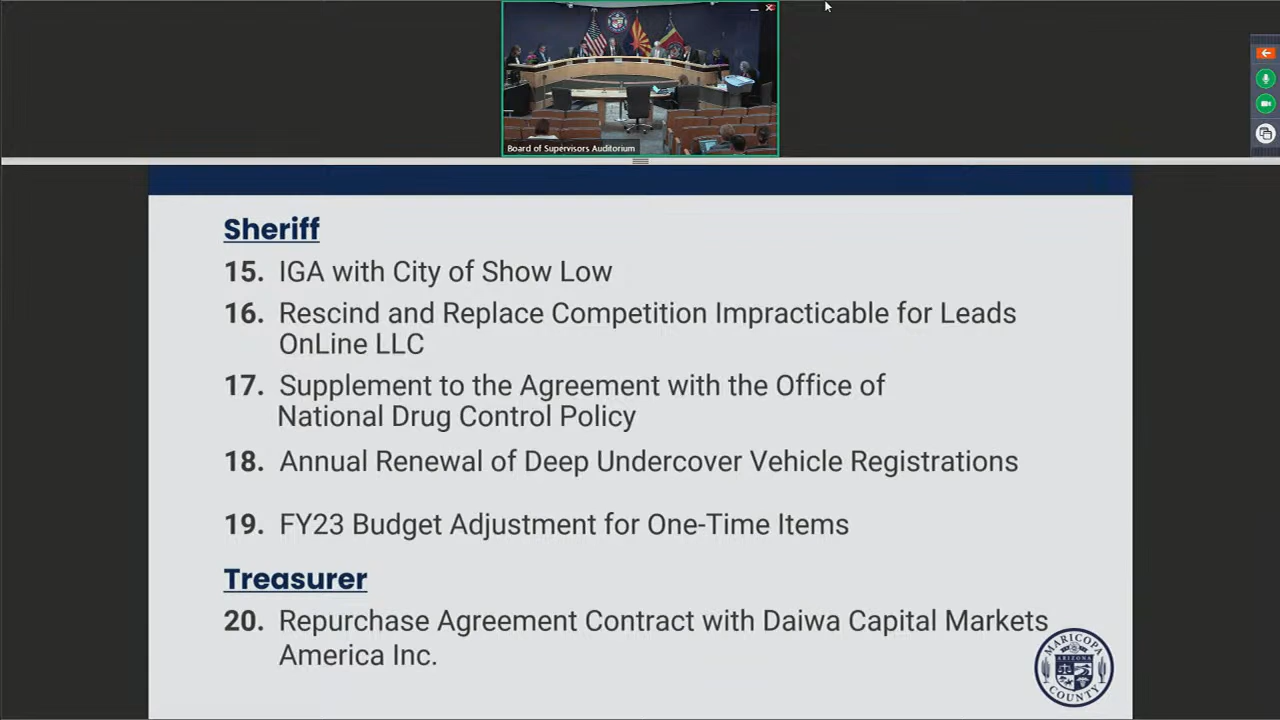 Board of Supervisors Auditorium
Sheriff
15. IGA with City of Show Low
16. Rescind and Replace Competition Impracticable for Leads
OnLine LLC
17. Supplement to the Agreement with the Office of
National Drug Control Policy
18. Annual Renewal of Deep Undercover Vehicle Registrations
19. FY23 Budget Adjustment for One-Time Items
Treasurer
20. Repurchase Agreement Contract with Daiwa Capital Markets
America Inc.
MARICOPA
ARIZONA
COUNTY